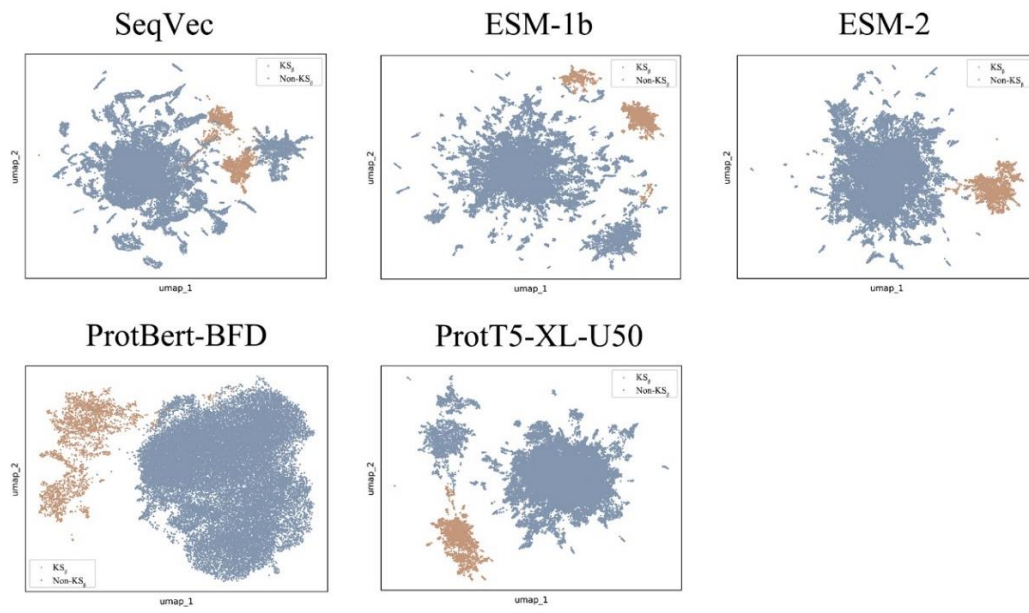 SeqVec
KSβ
Non-KSβ
umap_2
umap_1
ESM-1b
KSβ
Non-KSβ
umap_2
umap_1
ESM-2
KSβ
Non-KSβ
umap_2
umap_1
ProtBert-BFD
KSβ
Non-KSβ
umap_2
umap_1
ProtT5-XL-U50
KSβ
Non-KSβ
umap_2
umap_1